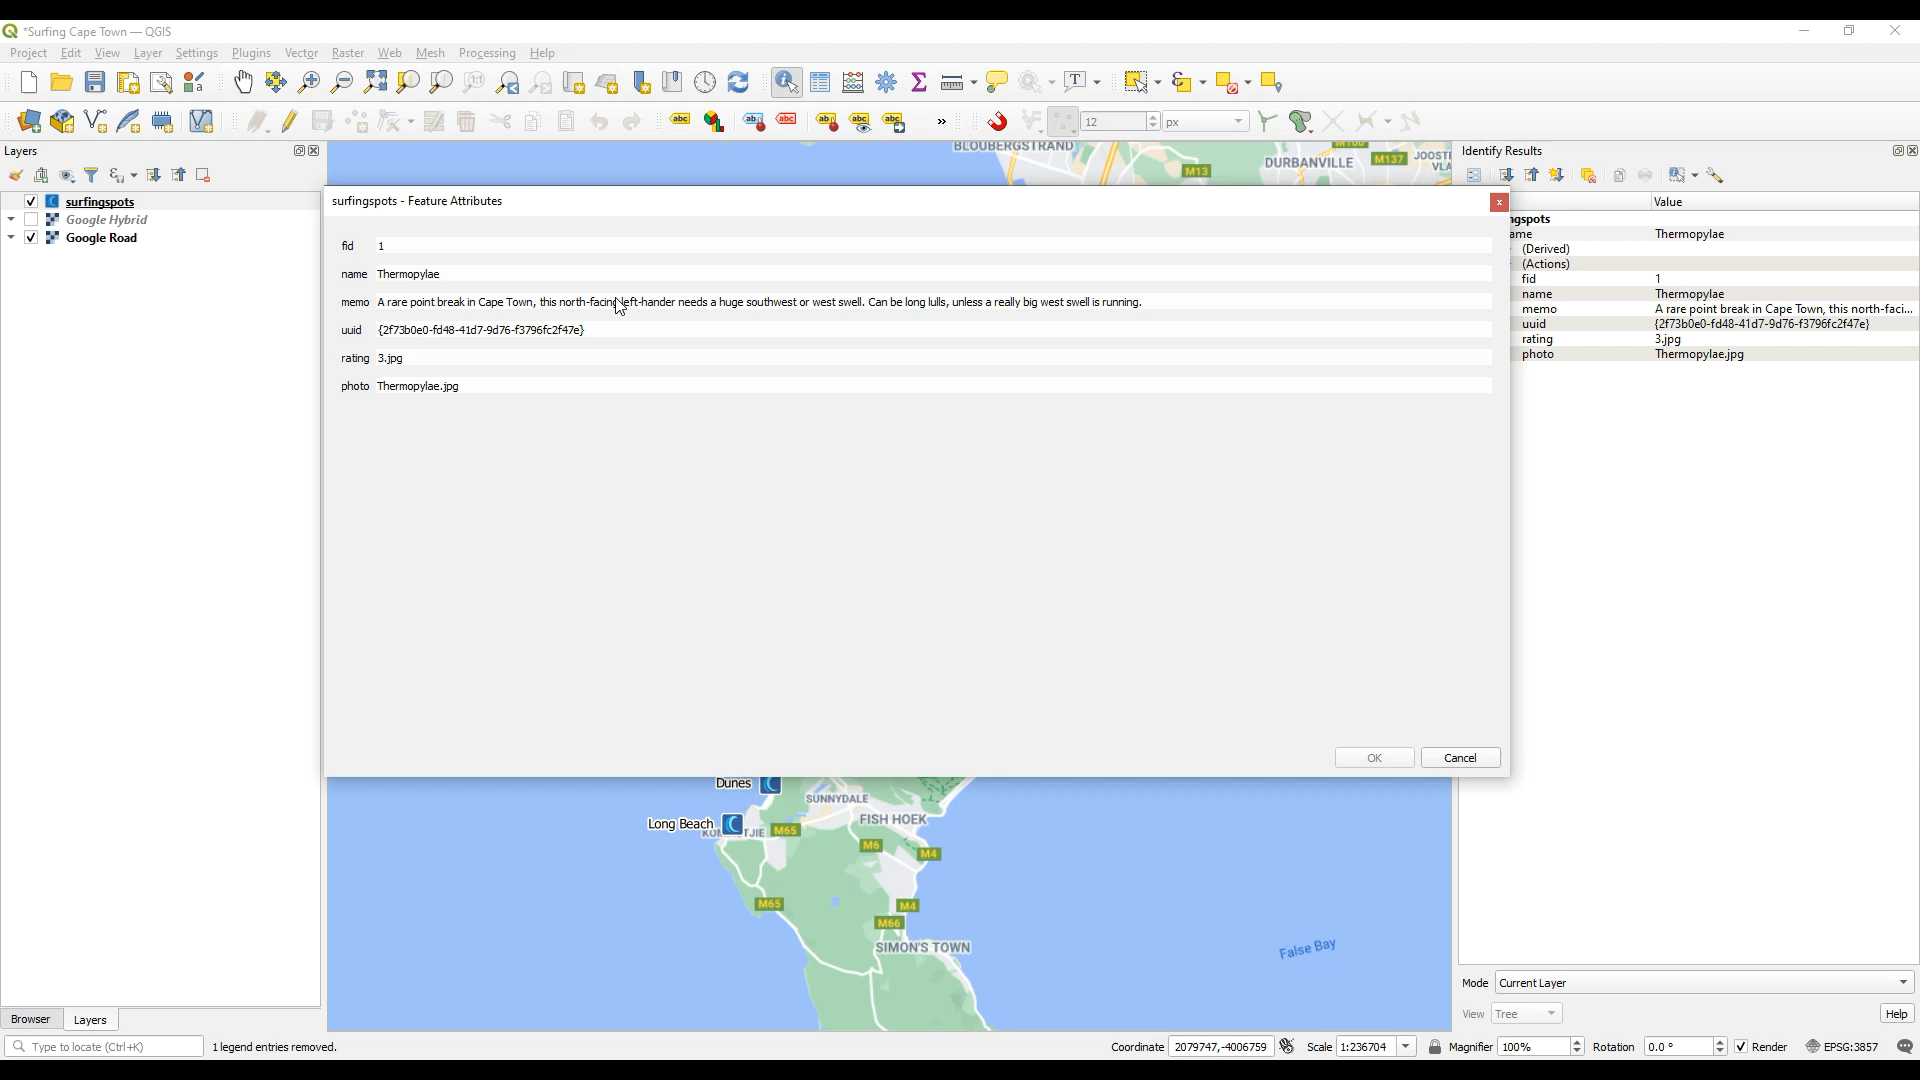 *Surfing Cape Town — QGIS
Project Edit View Layer Settings Plugins Vector Raster Web Mesh Processing Help
12 px
Layers
surfingspots
Google Hybrid
Google Road
Browser Layers
BLOUBERGSTRAND
DURBANVILLE
M137
M13
surfingspots - Feature Attributes
fid 1
name Thermopylae
memo A rare point break in Cape Town, this north-facing left-hander needs a huge southwest or west swell. Can be long lulls, unless a really big west swell is running.
uuid {2f73b0e0-fd48-41d7-9d76-f3796fc2f47e}
rating 3.jpg
photo Thermopylae.jpg
OK Cancel
Dunes
SUNNYDALE
Long Beach
M65
FISH HOEK
M6
M4
M65
M4
M66
SIMON'S TOWN
False Bay
Identify Results
Value
Thermopylae
(Derived)
(Actions)
fid 1
name Thermopylae
memo A rare point break in Cape Town, this north-faci...
uuid {2f73b0e0-fd48-41d7-9d76-f3796fc2f47e}
rating 3.jpg
photo Thermopylae.jpg
Mode Current Layer
View Tree Help
Type to locate (Ctrl+K) 1 legend entries removed. Coordinate 2079747,-4006759 Scale 1:236704 Magnifier 100% Rotation 0.0 ° Render EPSG:3857